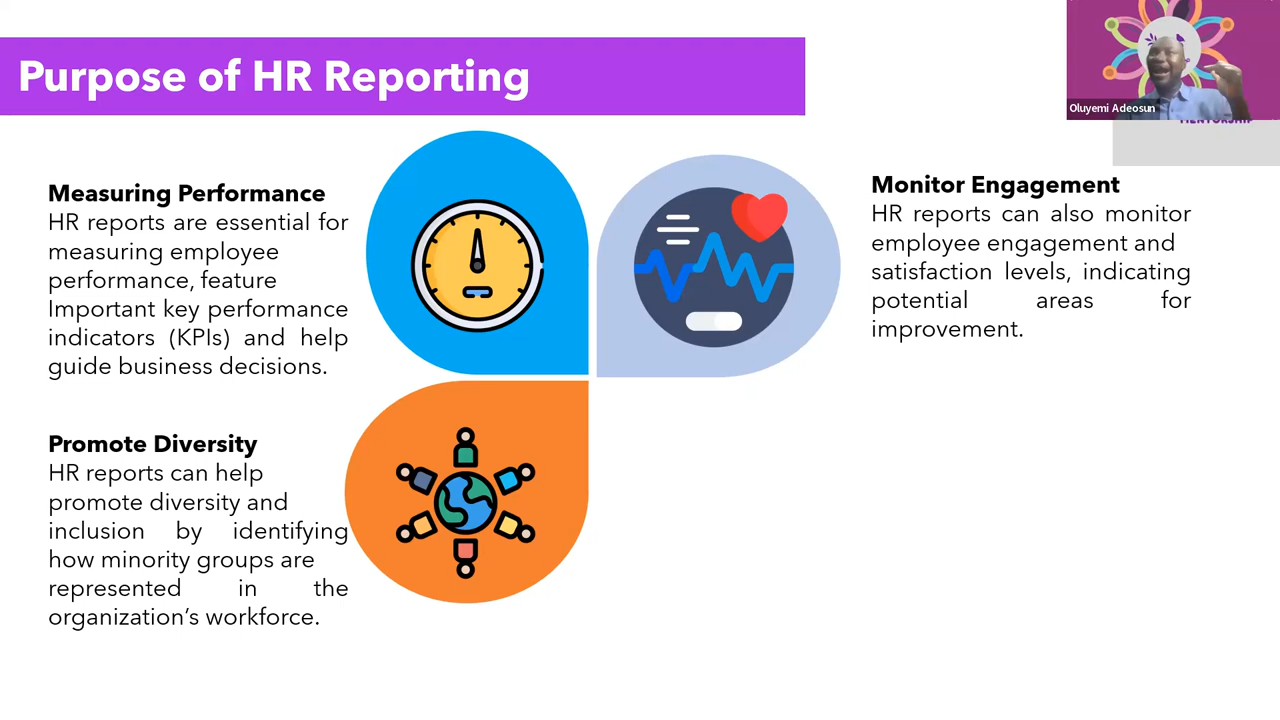 Purpose of HR Reporting
Oluyemi Adeosun
MENTORSHIP
Measuring Performance
HR reports are essential for
measuring employee
performance, feature
Important key performance
indicators (KPIs) and help
guide business decisions.
Monitor Engagement
HR reports can also monitor
employee engagement and
satisfaction levels, indicating
potential areas for
improvement.
Promote Diversity
HR reports can help
promote diversity and
inclusion by identifying
how minority groups are
represented in the
organization’s workforce.